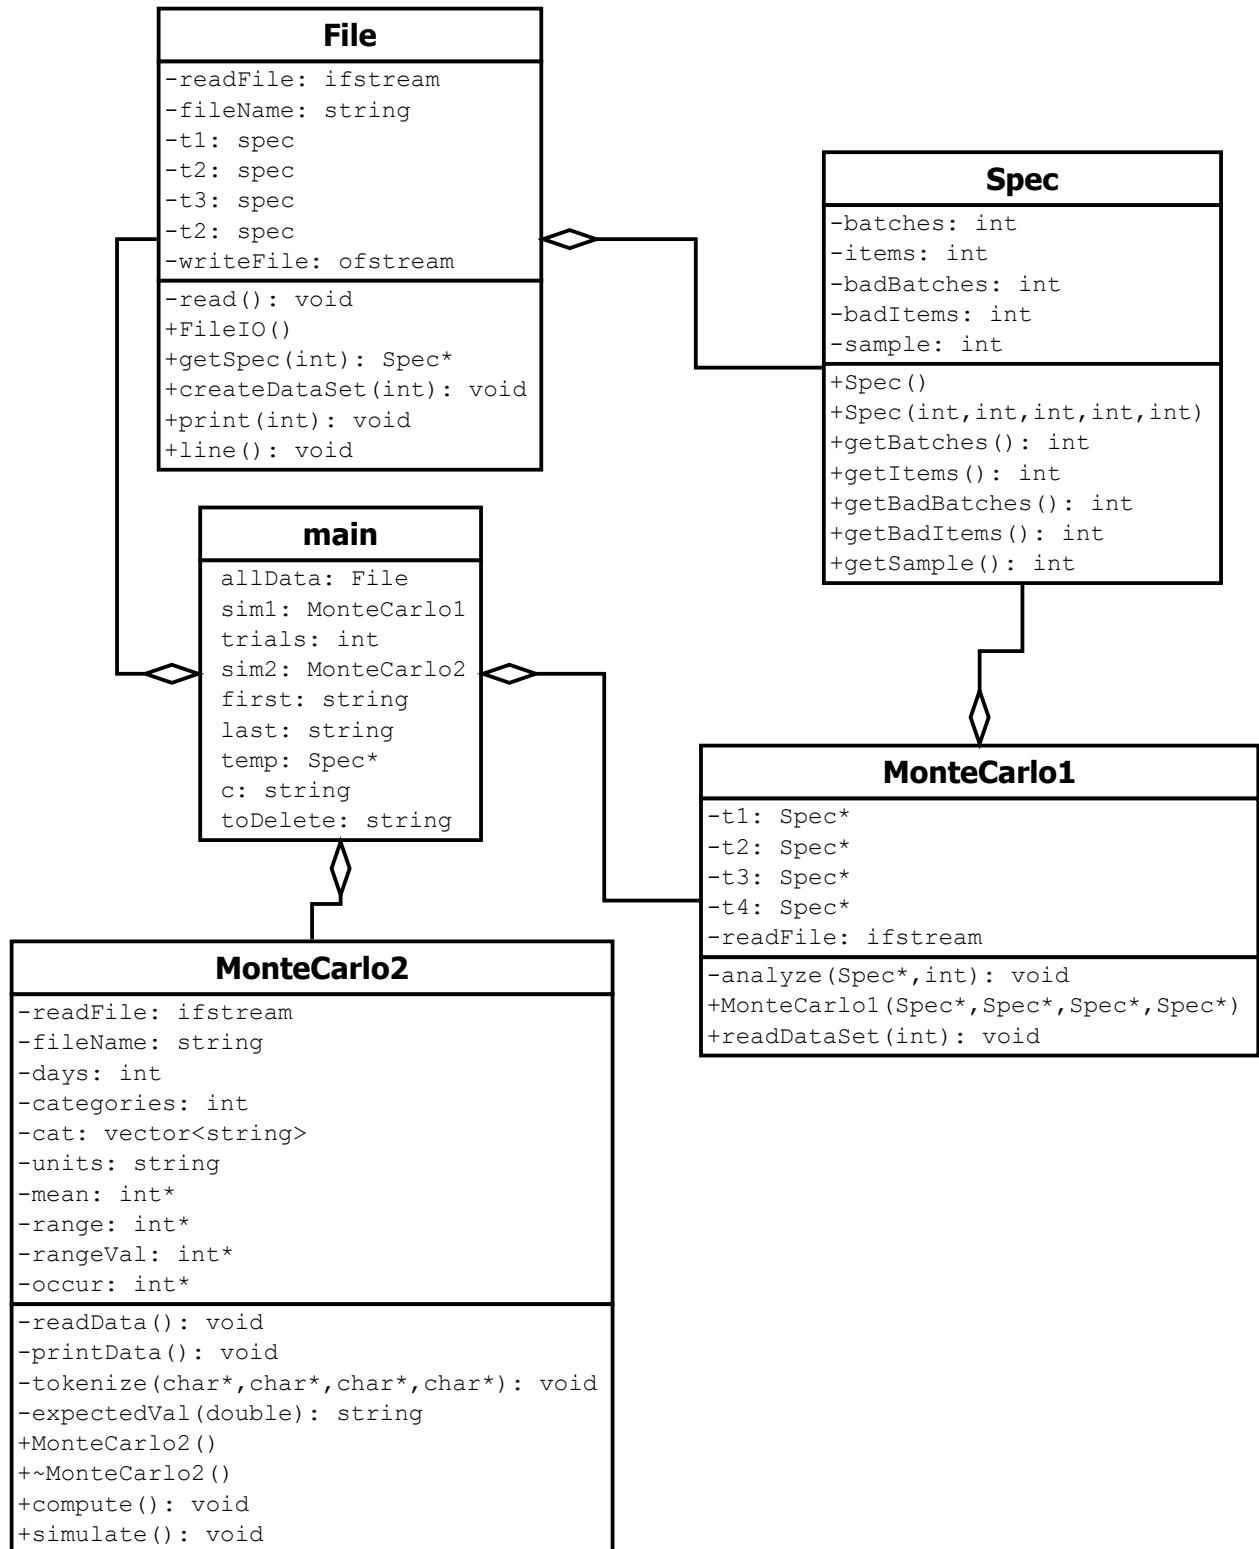 File
-readFile: ifstream
-fileName: string
-t1: spec
-t2: spec
-t3: spec
-t2: spec
-writeFile: ofstream
-read(): void
+FileIO()
+getSpec(int): Spec*
+createDataSet(int): void
+print(int): void
+line(): void
Spec
-batches: int
-items: int
-badBatches: int
-badItems: int
-sample: int
+Spec()
+Spec(int,int,int,int,int)
+getBatches(): int
+getItems(): int
+getBadBatches(): int
+getBadItems(): int
+getSample(): int
main
allData: File
sim1: MonteCarlo1
trials: int
sim2: MonteCarlo2
first: string
last: string
temp: Spec*
c: string
toDelete: string
MonteCarlo1
-t1: Spec*
-t2: Spec*
-t3: Spec*
-t4: Spec*
-readFile: ifstream
-analyze(Spec*,int): void
+MonteCarlo1(Spec*,Spec*,Spec*,Spec*)
+readDataSet(int): void
MonteCarlo2
-readFile: ifstream
-fileName: string
-days: int
-categories: int
-cat: vector<string>
-units: string
-mean: int*
-range: int*
-rangeVal: int*
-occur: int*
-readData(): void
-printData(): void
-tokenize(char*,char*,char*,char*): void
-expectedVal(double): string
+MonteCarlo2()
+~MonteCarlo2()
+compute(): void
+simulate(): void